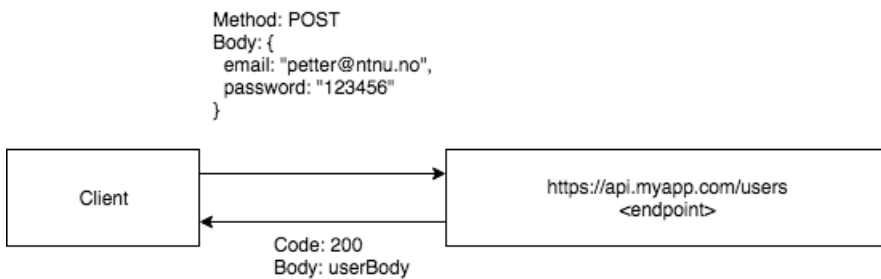 Method: POST
Body: {
email: "petter@ntnu.no",
password: "123456"
}
Client
https://api.myapp.com/users
<endpoint>
Code: 200
Body: userBody